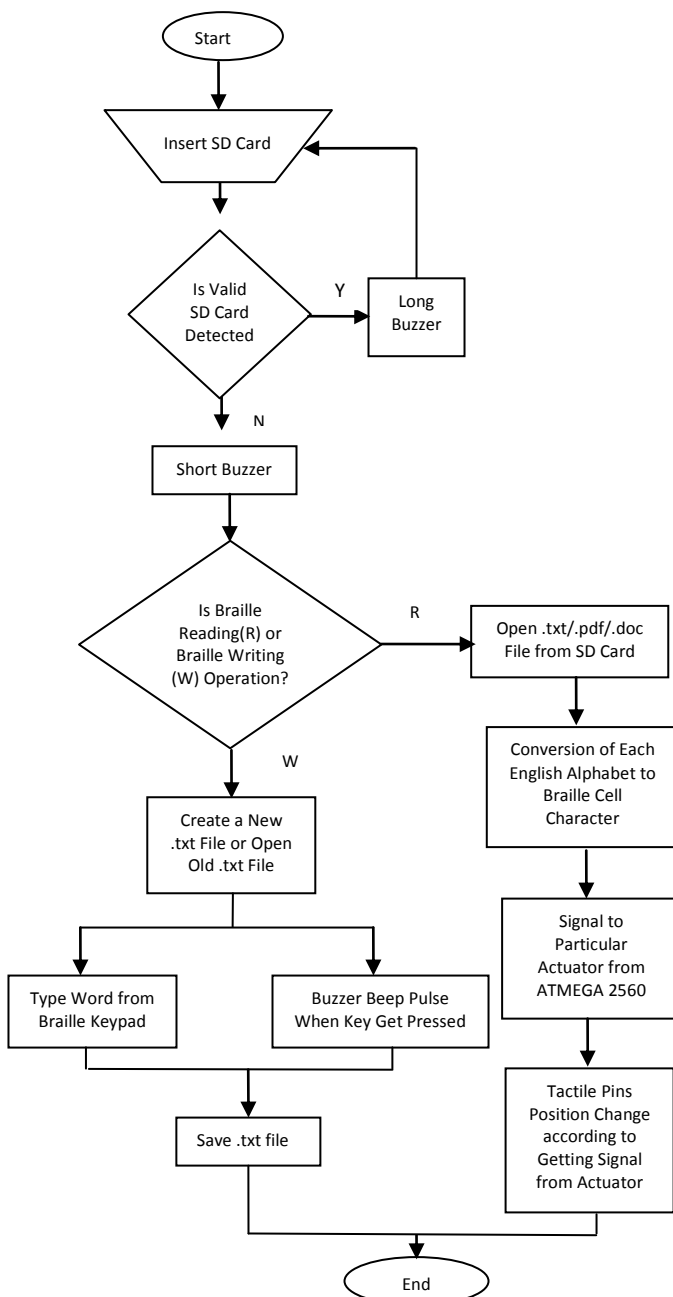 Start
Insert SD Card
Is Valid
SD Card
Detected
Y
Long
Buzzer
N
Short Buzzer
Is Braille
Reading(R) or
Braille Writing
(W) Operation?
R
Open .txt/.pdf/.doc
File from SD Card
Conversion of Each
English Alphabet to
Braille Cell
Character
W
Create a New
.txt File or Open
Old .txt File
Signal to
Particular
Actuator from
ATMEGA 2560
Type Word from
Braille Keypad
Buzzer Beep Pulse
When Key Get Pressed
Tactile Pins
Position Change
according to
Getting Signal
from Actuator
Save .txt file
End